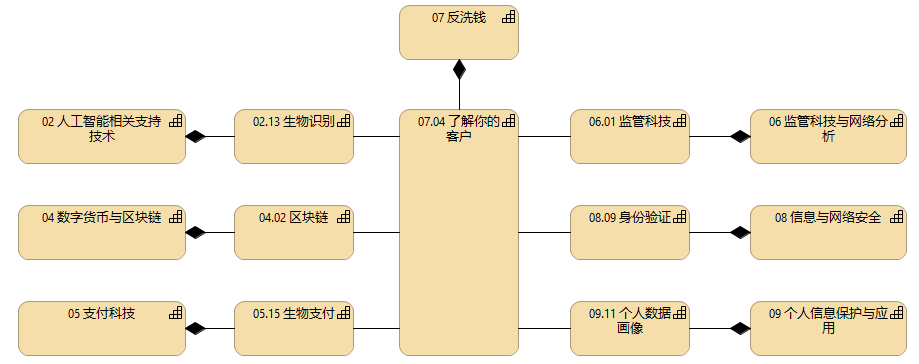 07 反洗钱
02 人工智能相关支持
技术
02.13 生物识别
07.04 了解你的
客户
06.01 监管科技
06 监管科技与网络分
析
04 数字货币与区块链
04.02 区块链
08.09 身份验证
08 信息与网络安全
05 支付科技
05.15 生物支付
09.11 个人数据
画像
09 个人信息保护与应
用